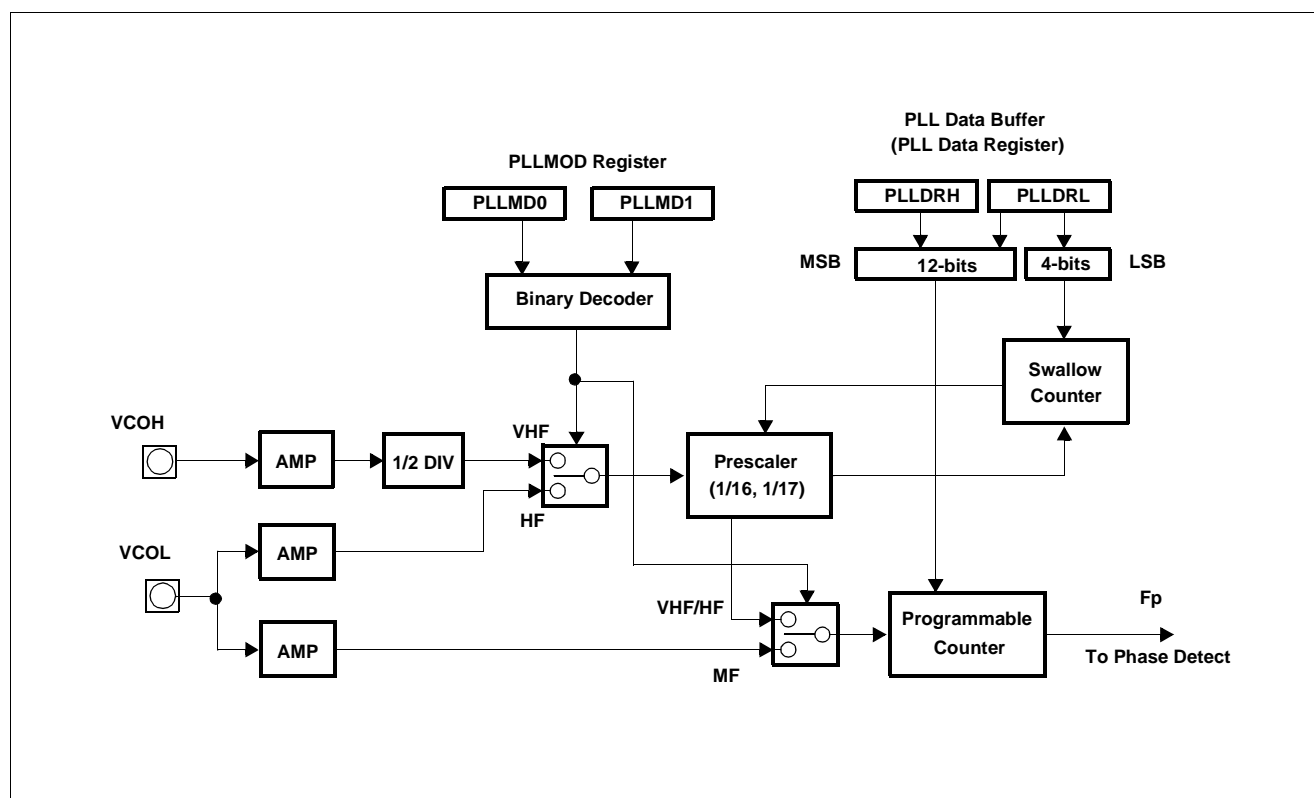 PLL Data Buffer
(PLL Data Register)
PLLMOD Register
PLLMD0
PLLMD1
PLLDRH
PLLDRL
MSB
12-bits
4-bits
LSB
Binary Decoder
Swallow
Counter
VCOH
AMP
1/2 DIV
VHF
HF
Prescaler
(1/16, 1/17)
VCOL
AMP
AMP
VHF/HF
MF
Programmable
Counter
Fp
To Phase Detect